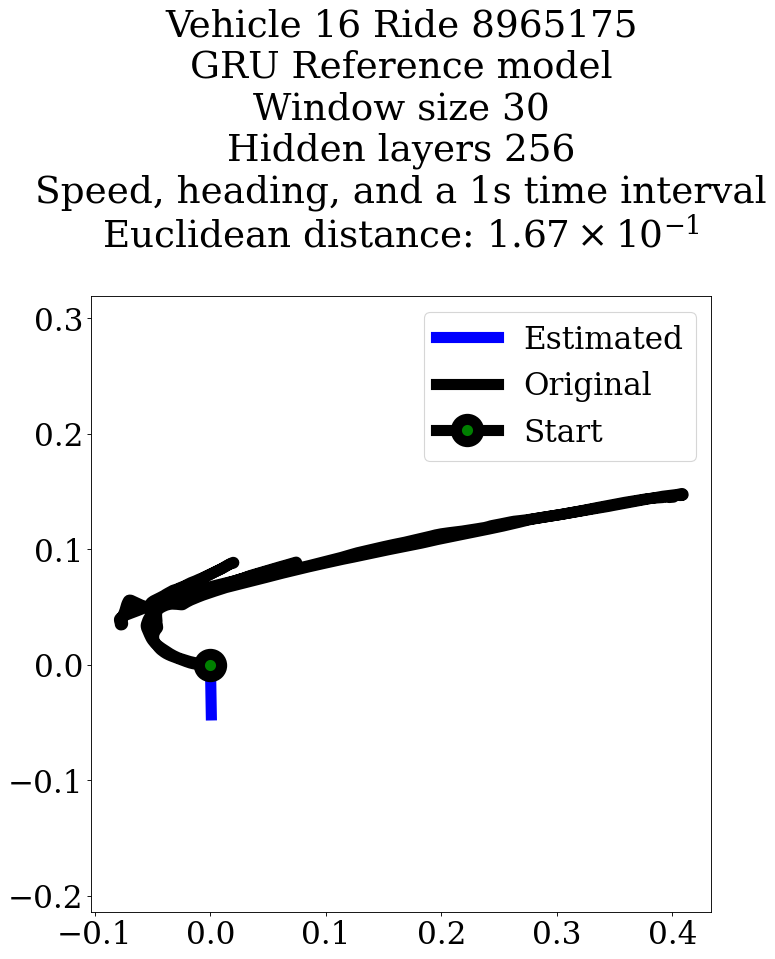 Vehicle 16 Ride 8965175
GRU Reference model
Window size 30
Hidden layers 256
Speed, heading, and a 1s time interval
Euclidean distance: 1.67 × 10⁻¹
0.3
0.2
0.1
0.0
−0.1
−0.2
Estimated
Original
Start
−0.1 0.0 0.1 0.2 0.3 0.4